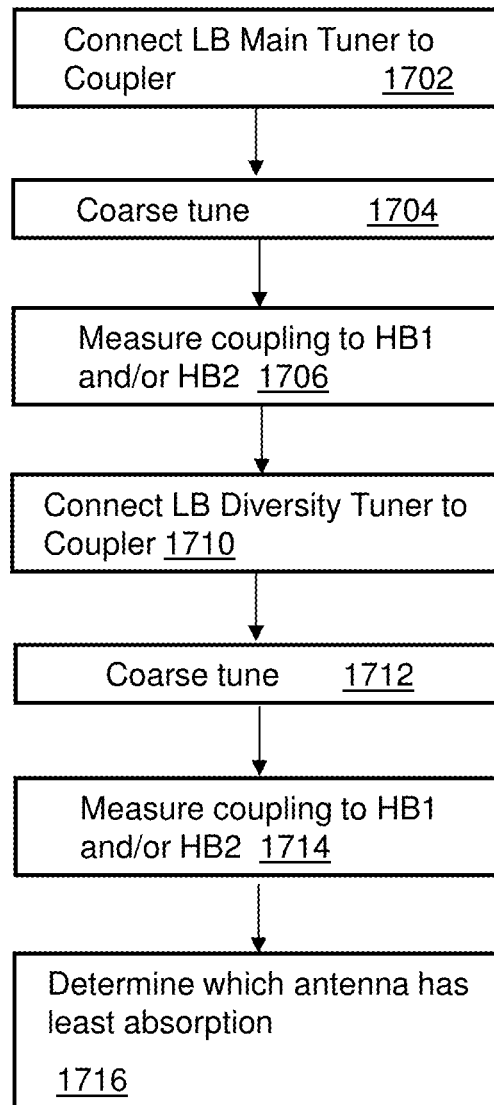 Connect LB Main Tuner to
Coupler 1702
Coarse tune 1704
Measure coupling to HB1
and/or HB2 1706
Connect LB Diversity Tuner to
Coupler 1710
Coarse tune 1712
Measure coupling to HB1
and/or HB2 1714
Determine which antenna has
least absorption
1716